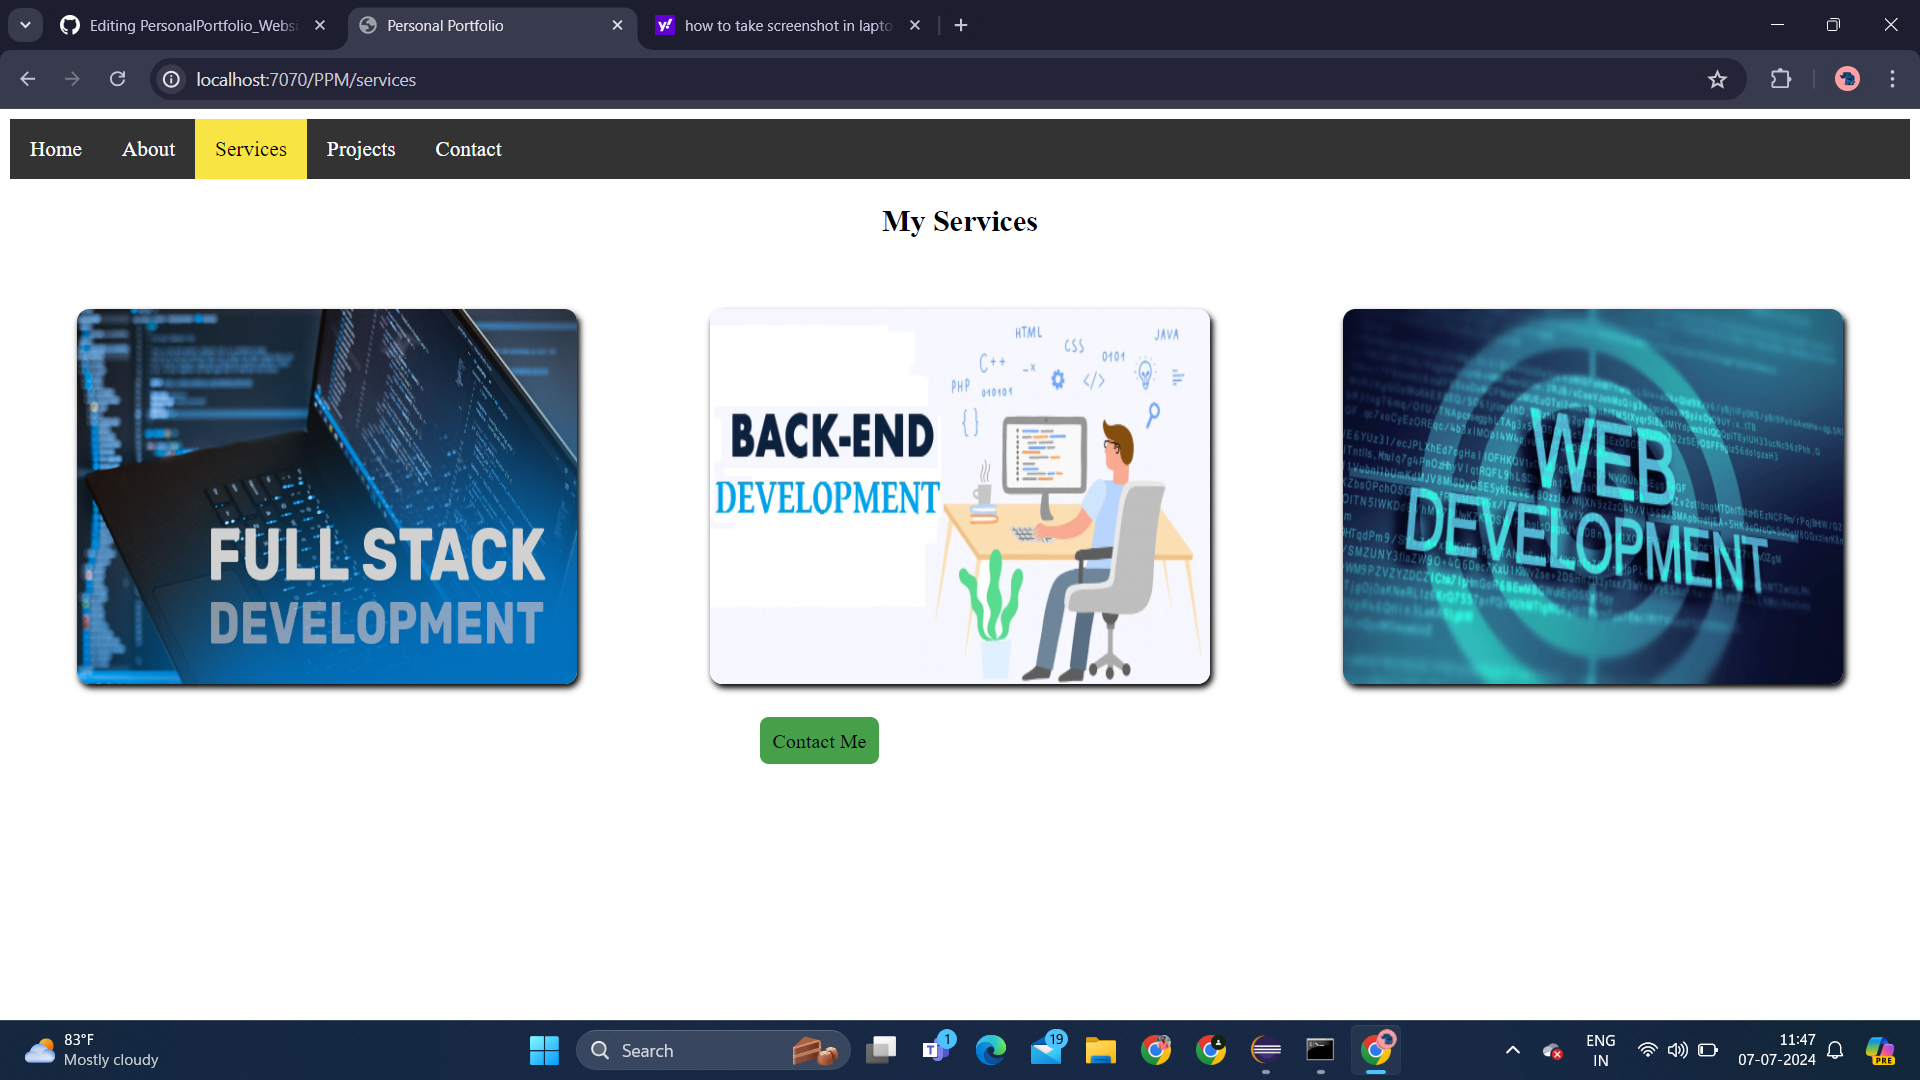 Editing PersonalPortfolio_Websi
Personal Portfolio
how to take screenshot in lapto
localhost:7070/PPM/services
Home About Services Projects Contact
My Services
FULL STACK
DEVELOPMENT
HTML
JAVA
CSS
C++
0101
PHP
010101
</>
{}
BACK-END
DEVELOPMENT
WEB
DEVELOPMENT
Contact Me
83°F
Mostly cloudy
Search
1
19
ENG
IN
11:47
07-07-2024
PRE